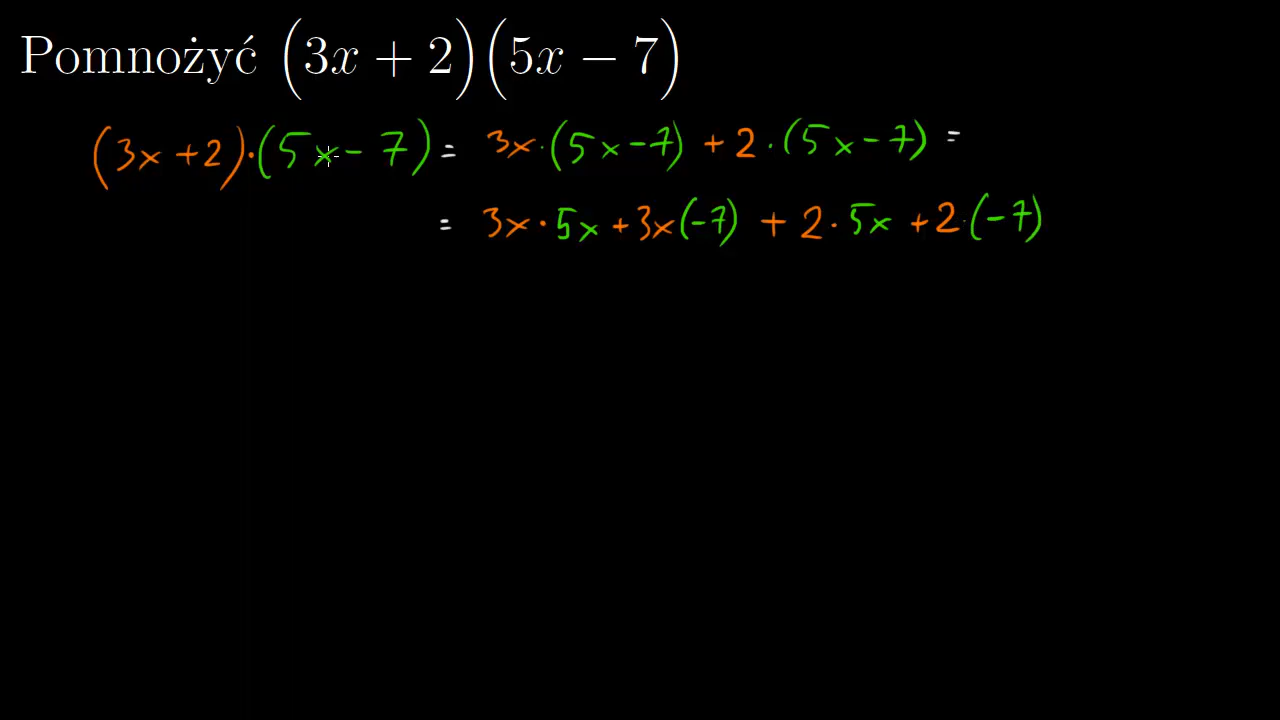 Pomnożyć (3x + 2)(5x − 7)
(3x + 2)·(5x − 7) = 3x·(5x − 7) + 2·(5x − 7) =
= 3x·5x + 3x(−7) + 2·5x + 2·(−7)